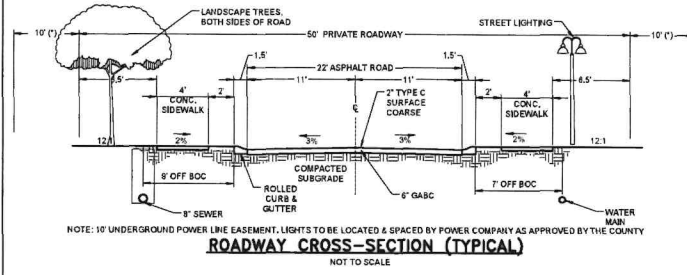 LANDSCAPE TREES,
BOTH SIDES OF ROAD
STREET LIGHTING
10' (*)
50' PRIVATE ROADWAY
10' (*)
1.5'
22' ASPHALT ROAD
1.5'
6.5'
11'
11'
6.5'
4'
CONC.
SIDEWALK
2'
℄
2" TYPE C
SURFACE
COARSE
2'
4'
CONC.
SIDEWALK
12:1
2%
3%
3%
2%
12:1
COMPACTED
SUBGRADE
9' OFF BOC
ROLLED
CURB &
GUTTER
6" GABC
7' OFF BOC
8" SEWER
WATER
MAIN
NOTE: 10' UNDERGROUND POWER LINE EASEMENT. LIGHTS TO BE LOCATED & SPACED BY POWER COMPANY AS APPROVED BY THE COUNTY
ROADWAY CROSS-SECTION (TYPICAL)
NOT TO SCALE